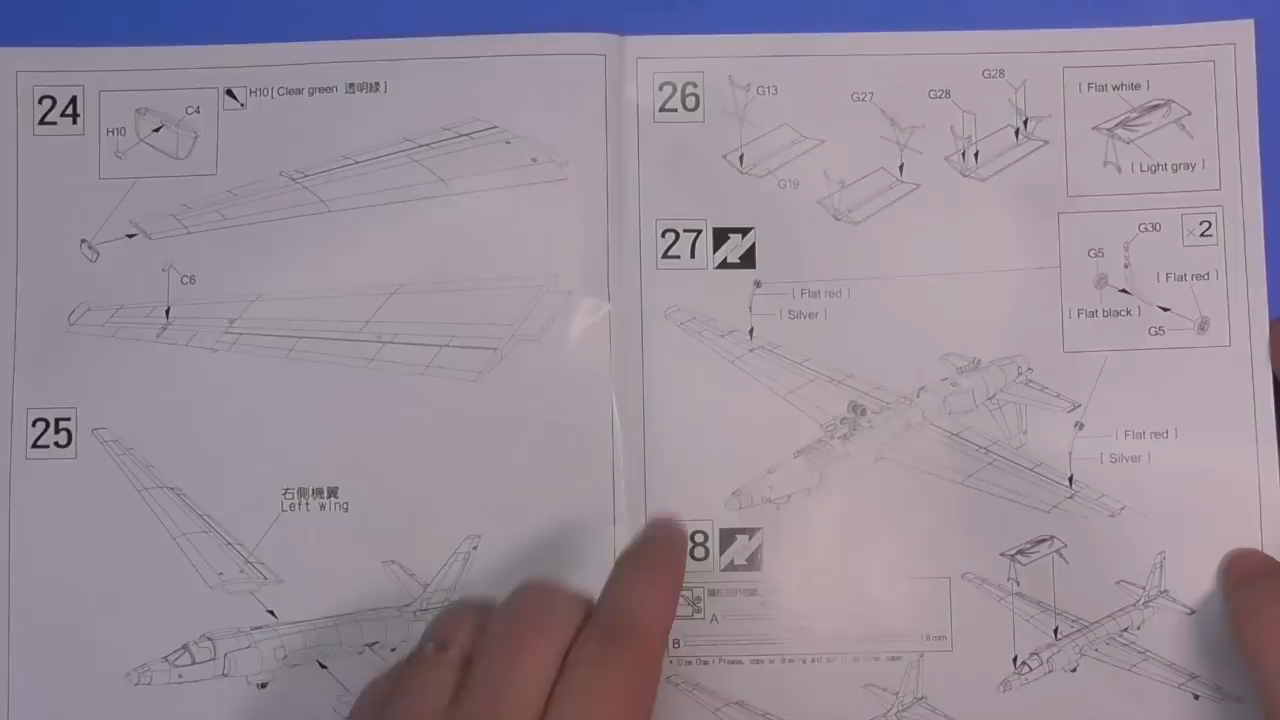 24
H10
C4
H10 [ Clear green 透明綠 ]
C6
25
右側機翼
Left wing
26
G13
G19
G27
G28
G28
[ Flat white ]
[ Light gray ]
27
[ Flat red ]
[ Silver ]
G30
×2
G5
[ Flat red ]
[ Flat black ]
G5
[ Flat red ]
[ Silver ]
8
A
B
18mm